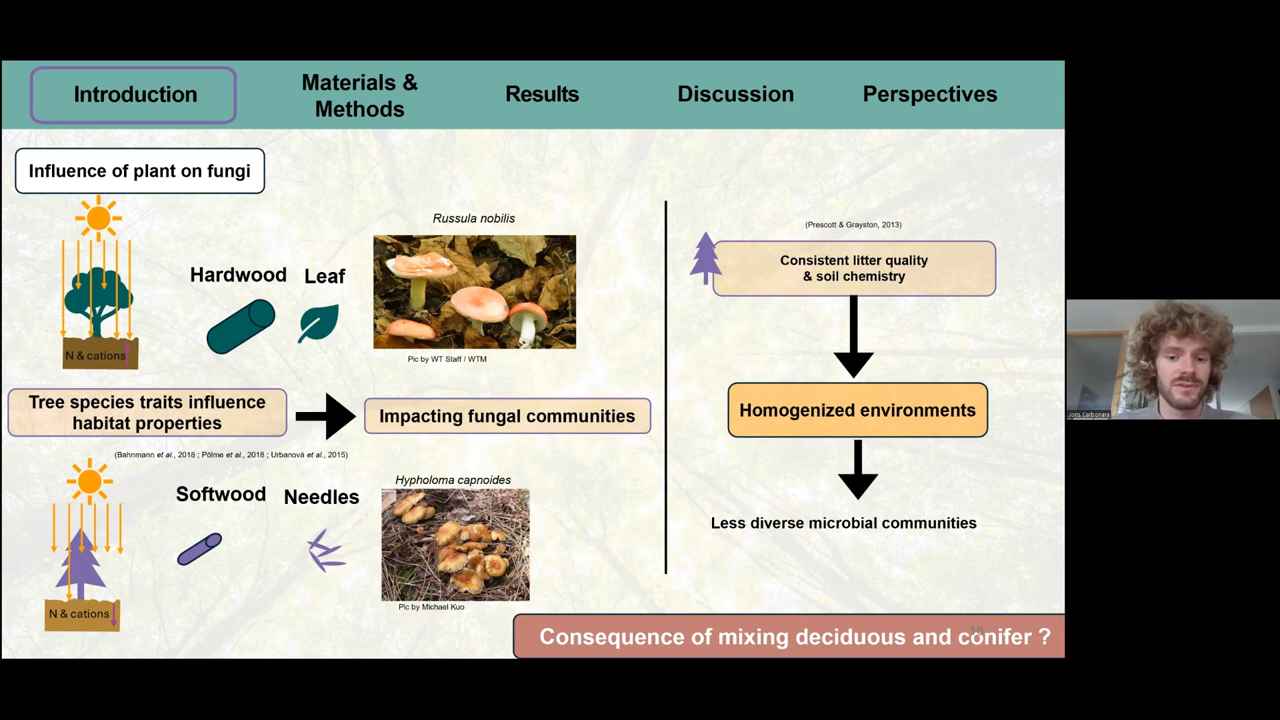 Introduction
Materials &
Methods
Results
Discussion
Perspectives
Influence of plant on fungi
Hardwood
Leaf
N & cations
Russula nobilis
Pic by WT Staff / WTM
Tree species traits influence
habitat properties
Impacting fungal communities
(Bahnmann et al., 2018 ; Põlme et al., 2018 ; Urbanová et al., 2015)
Softwood
Needles
N & cations
Hypholoma capnoides
Pic by Michael Kuo
(Prescott & Grayston, 2013)
Consistent litter quality
& soil chemistry
Homogenized environments
Less diverse microbial communities
Consequence of mixing deciduous and conifer ?
Joris Carbonare